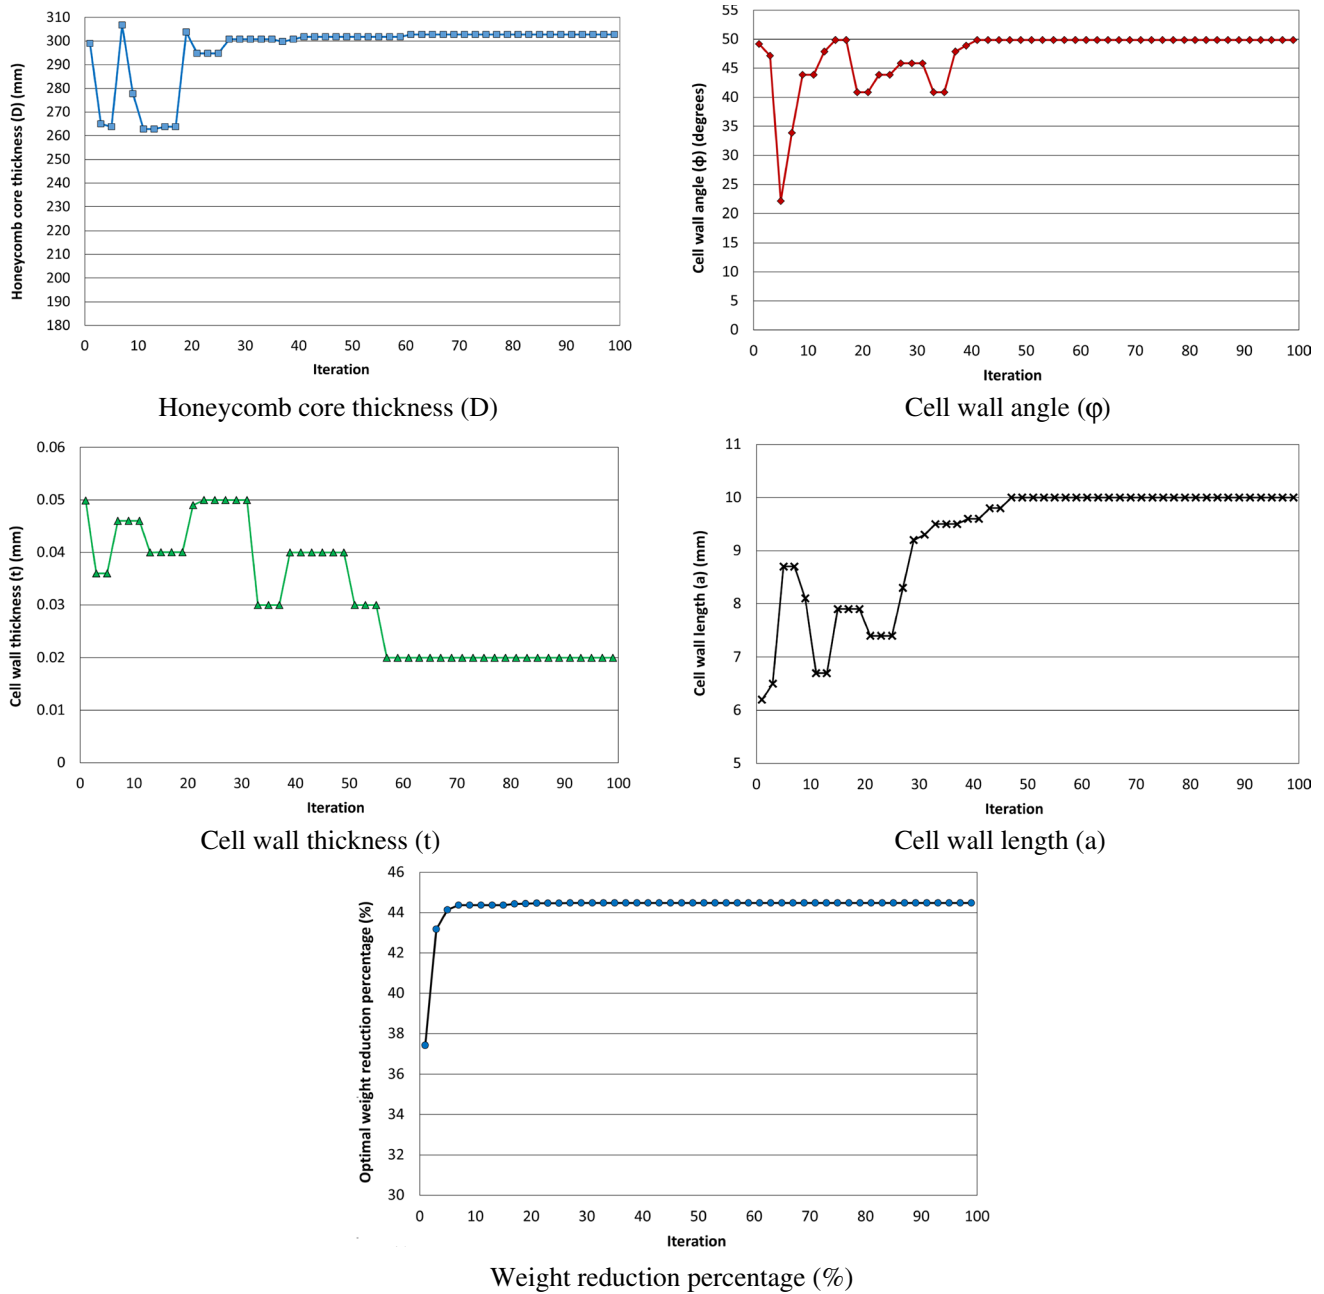 Honeycomb core thickness (D) (mm)
310
300
290
280
270
260
250
240
230
220
210
200
190
180
0 10 20 30 40 50 60 70 80 90 100
Iteration
Honeycomb core thickness (D)
Cell wall angle (ϕ) (degrees)
55
50
45
40
35
30
25
20
15
10
5
0
0 10 20 30 40 50 60 70 80 90 100
Iteration
Cell wall angle (φ)
Cell wall thickness (t) (mm)
0.06
0.05
0.04
0.03
0.02
0.01
0
0 10 20 30 40 50 60 70 80 90 100
Iteration
Cell wall thickness (t)
Cell wall length (a) (mm)
11
10
9
8
7
6
5
0 10 20 30 40 50 60 70 80 90 100
Iteration
Cell wall length (a)
Optimal weight reduction percentage (%)
46
44
42
40
38
36
34
32
30
0 10 20 30 40 50 60 70 80 90 100
Iteration
Weight reduction percentage (%)